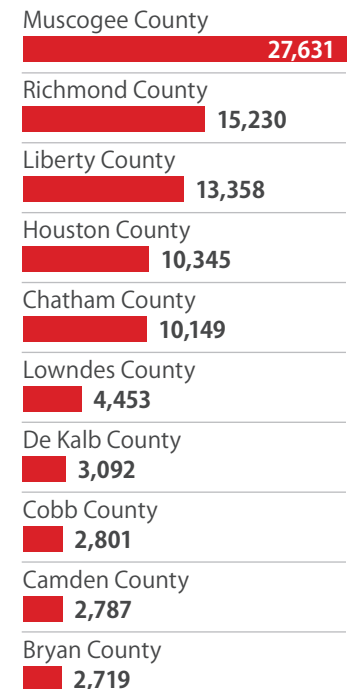 Muscogee County
27,631
Richmond County
15,230
Liberty County
13,358
Houston County
10,345
Chatham County
10,149
Lowndes County
4,453
De Kalb County
3,092
Cobb County
2,801
Camden County
2,787
Bryan County
2,719